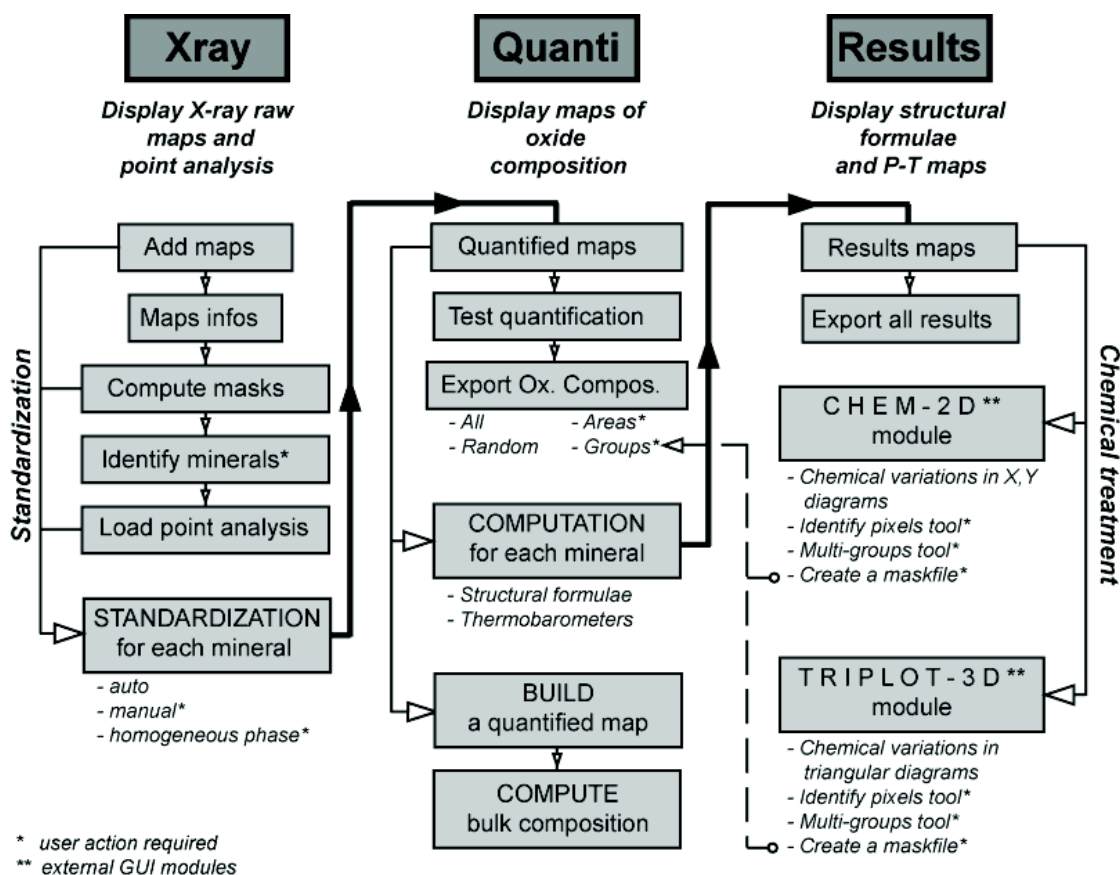 Xray
Display X-ray raw
maps and
point analysis
Add maps
Maps infos
Compute masks
Identify minerals*
Load point analysis
Standardization
STANDARDIZATION
for each mineral
- auto
- manual*
- homogeneous phase*
* user action required
** external GUI modules
Quanti
Display maps of
oxide
composition
Quantified maps
Test quantification
Export Ox. Compos.
- All - Areas*
- Random - Groups*
COMPUTATION
for each mineral
- Structural formulae
- Thermobarometers
BUILD
a quantified map
COMPUTE
bulk composition
Results
Display structural
formulae
and P-T maps
Results maps
Export all results
Chemical treatment
CHEM-2D**
module
- Chemical variations in X,Y
diagrams
- Identify pixels tool*
- Multi-groups tool*
- Create a maskfile*
TRIPLOT-3D**
module
- Chemical variations in
triangular diagrams
- Identify pixels tool*
- Multi-groups tool*
- Create a maskfile*